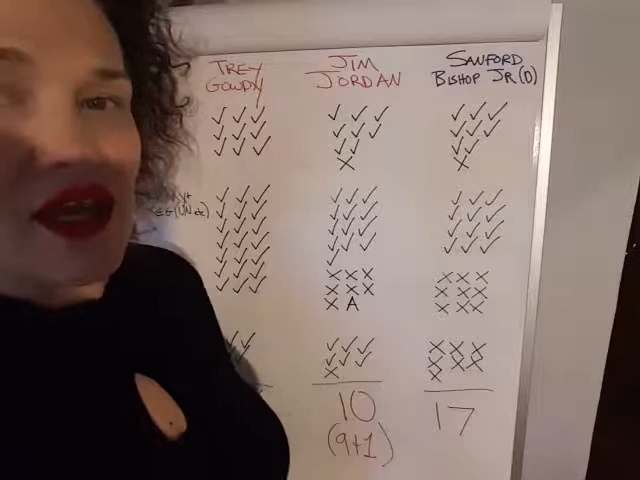 TREY
GOWDY
JIM
JORDAN
SANFORD
BISHOP JR (D)
✓ ✓ ✓ ✓ ✓ ✓ ✓ ✓ ✓
✓ ✓ ✓ ✓ ✓ ✓ ✓ ✓ X
✓ ✓ ✓ ✓ ✓ ✓ ✓ ✓ X
X X X
X X X
X A
X X X
X X X
X X X
10
(9+1)
17